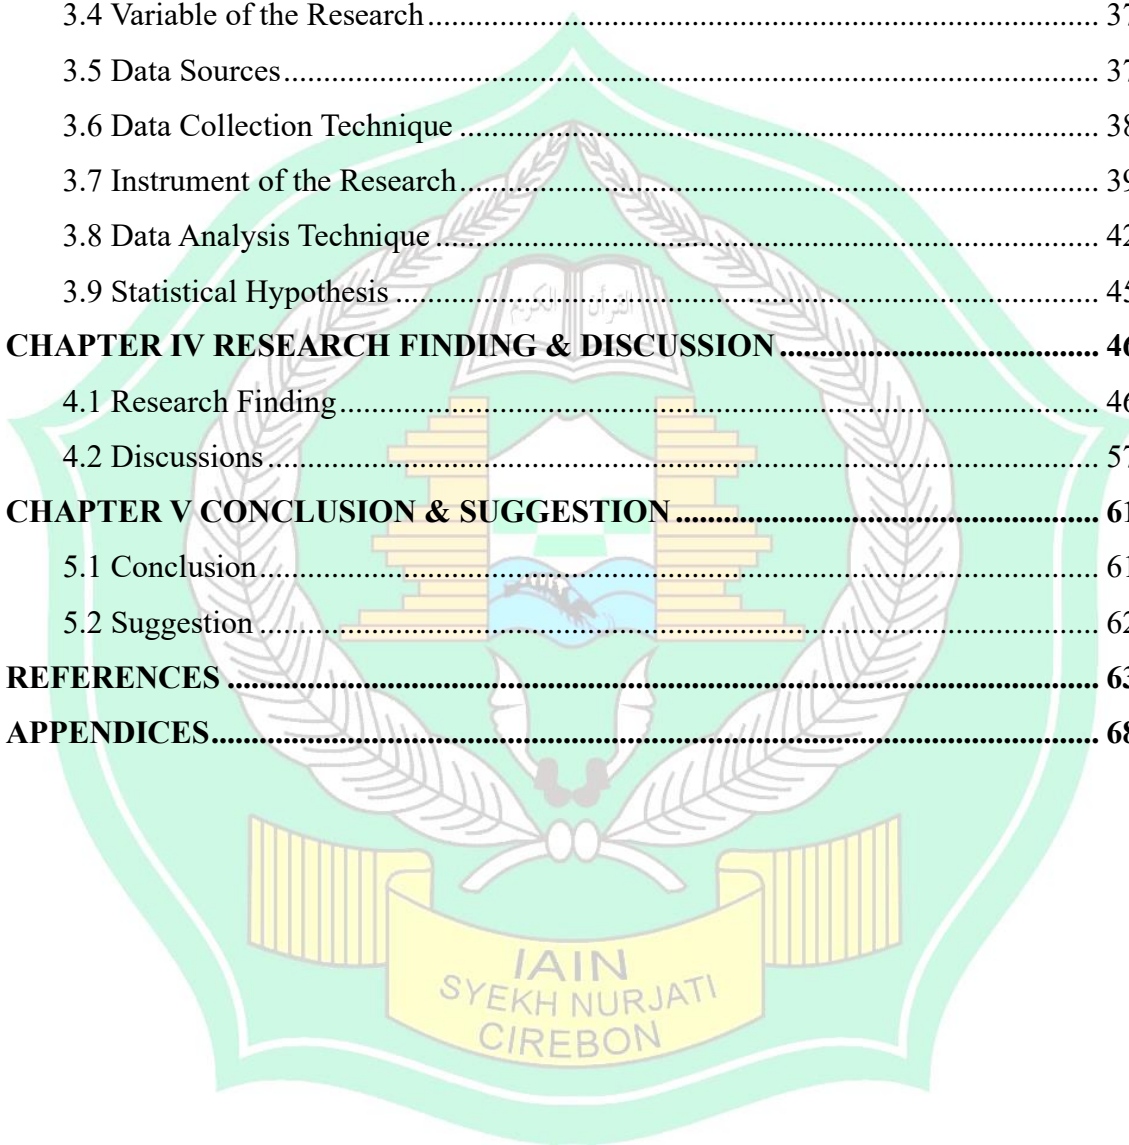 3.4 Variable of the Research.......................................................................................... 37
3.5 Data Sources............................................................................................................. 37
3.6 Data Collection Technique ...................................................................................... 38
3.7 Instrument of the Research...................................................................................... 39
3.8 Data Analysis Technique ......................................................................................... 42
3.9 Statistical Hypothesis .............................................................................................. 45
القرآن الكريم
CHAPTER IV RESEARCH FINDING & DISCUSSION ........................................ 46
4.1 Research Finding..................................................................................................... 46
4.2 Discussions.............................................................................................................. 57
CHAPTER V CONCLUSION & SUGGESTION ..................................................... 61
5.1 Conclusion............................................................................................................... 61
5.2 Suggestion ............................................................................................................... 62
REFERENCES ............................................................................................................. 63
APPENDICES............................................................................................................... 68
IAIN
SYEKH NURJATI
CIREBON